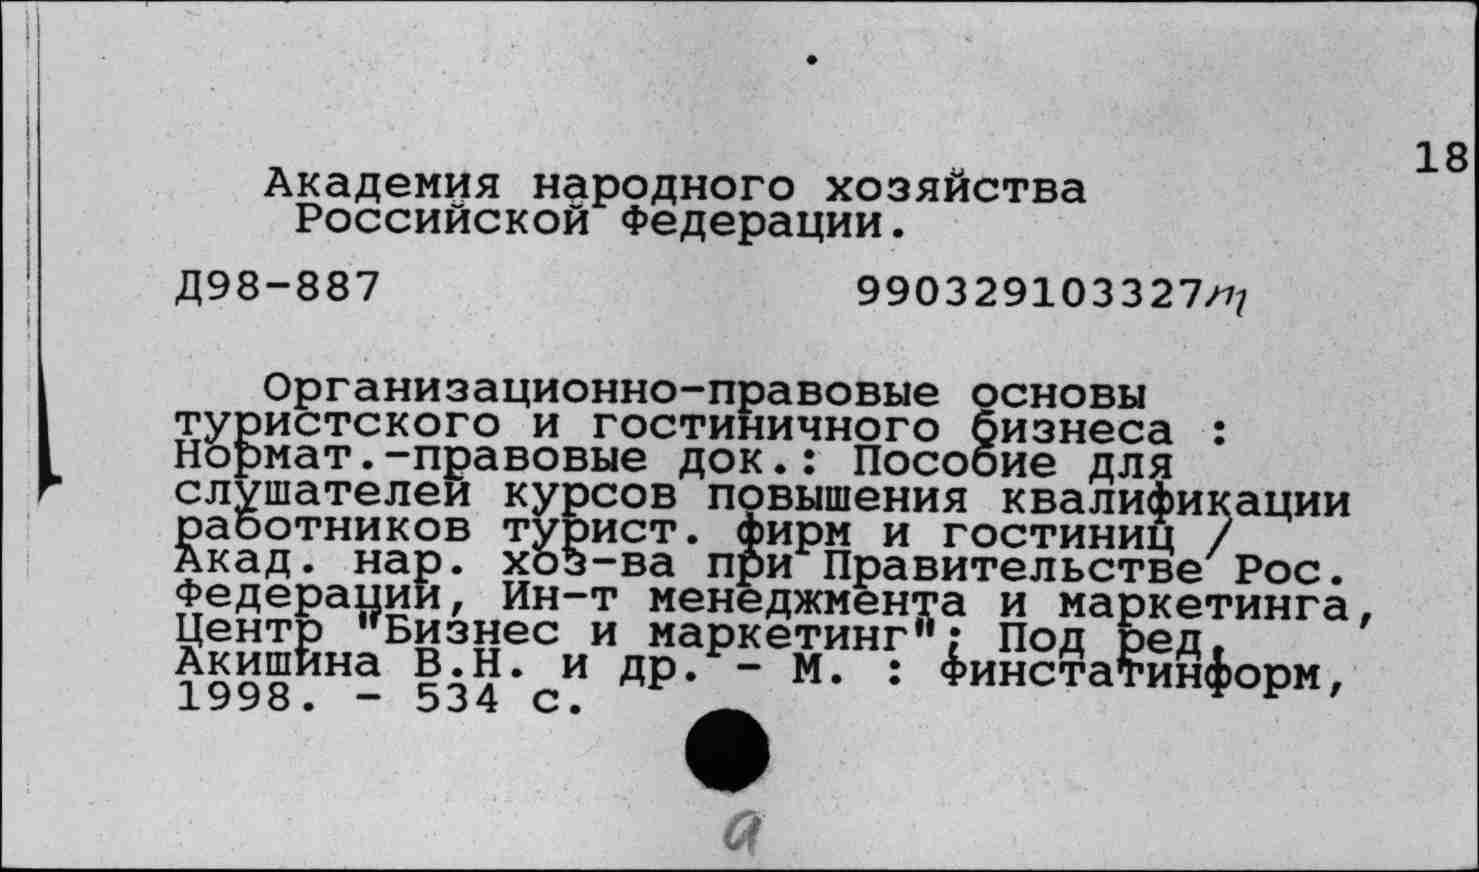 18
Академия народного хозяйства
Российской Федерации.
Д98-887 990329103327
Организационно-правовые основы
туристского и гостиничного бизнеса :
Нормат.-правовые док.: Пособие для
слушателей курсов повышения квалификации
работников турист. фирм и гостиниц /
Акад. нар. хоз-ва при Правительстве Рос.
Федерации, Ин-т менеджмента и маркетинга,
Центр "Бизнес и маркетинг"; Под ред.
Акишина В.Н. и др. - М. : Финстатинформ,
1998. - 534 с.
а